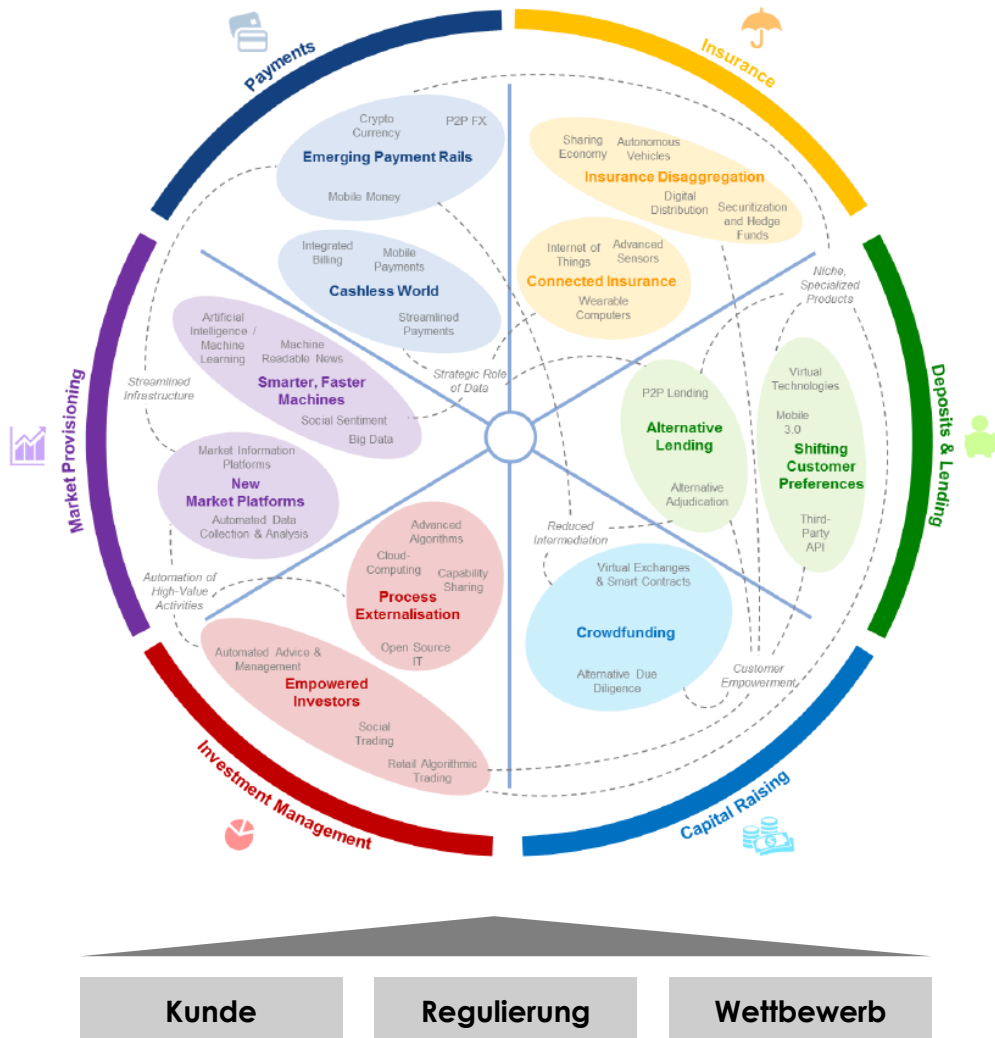 Payments
Insurance
Crypto
Currency
P2P FX
Emerging Payment Rails
Mobile Money
Sharing
Economy
Autonomous
Vehicles
Insurance Disaggregation
Digital
Distribution
Securitization
and Hedge
Funds
Integrated
Billing
Mobile
Payments
Cashless World
Streamlined
Payments
Internet of
Things
Advanced
Sensors
Connected Insurance
Wearable
Computers
Niche,
Specialized
Products
Market Provisioning
Artificial
Intelligence /
Machine
Learning
Machine
Readable News
Smarter, Faster
Machines
Social Sentiment
Big Data
Strategic Role
of Data
Streamlined
Infrastructure
Deposits & Lending
P2P Lending
Alternative
Lending
Alternative
Adjudication
Virtual
Technologies
Mobile
3.0
Shifting
Customer
Preferences
Third-
Party
API
Market Information
Platforms
New
Market Platforms
Automated Data
Collection & Analysis
Automation of
High-Value
Activities
Advanced
Algorithms
Cloud-
Computing
Capability
Sharing
Process
Externalisation
Open Source
IT
Reduced
Intermediation
Virtual Exchanges
& Smart Contracts
Crowdfunding
Alternative Due
Diligence
Customer
Empowerment
Automated Advice &
Management
Empowered
Investors
Social
Trading
Retail Algorithmic
Trading
Investment Management
Capital Raising
Kunde
Regulierung
Wettbewerb